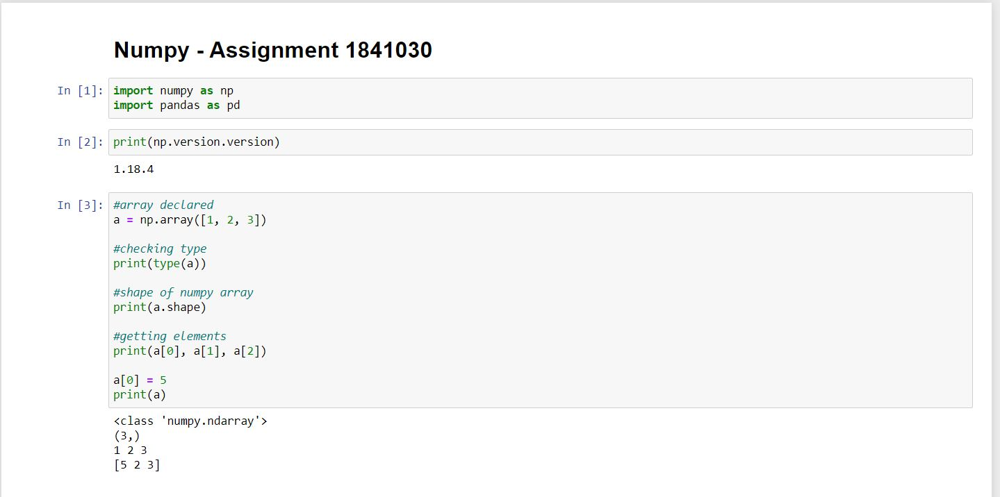 Numpy - Assignment 1841030
In [1]: import numpy as np
import pandas as pd
In [2]: print(np.version.version)
1.18.4
In [3]: #array declared
a = np.array([1, 2, 3])
#checking type
print(type(a))
#shape of numpy array
print(a.shape)
#getting elements
print(a[0], a[1], a[2])
a[0] = 5
print(a)
<class 'numpy.ndarray'>
(3,)
1 2 3
[5 2 3]